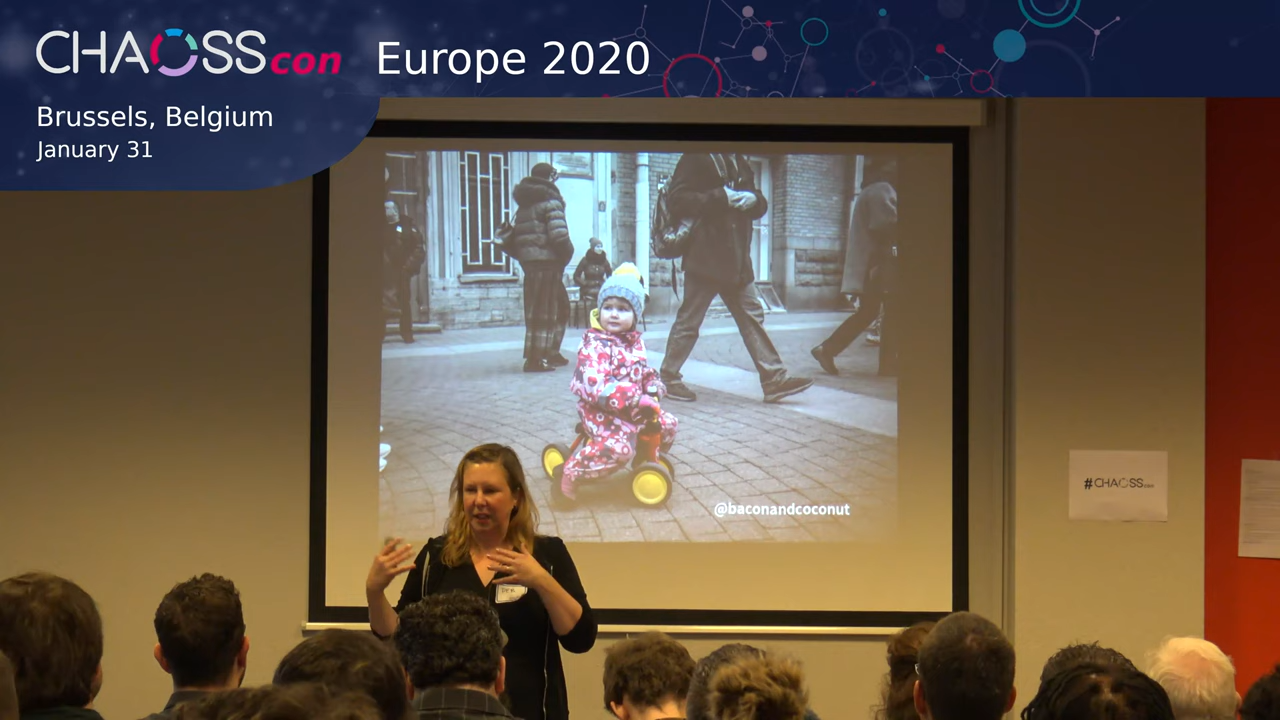 CHAOSScon Europe 2020
Brussels, Belgium
January 31
@baconandcoconut
#CHAOSScon